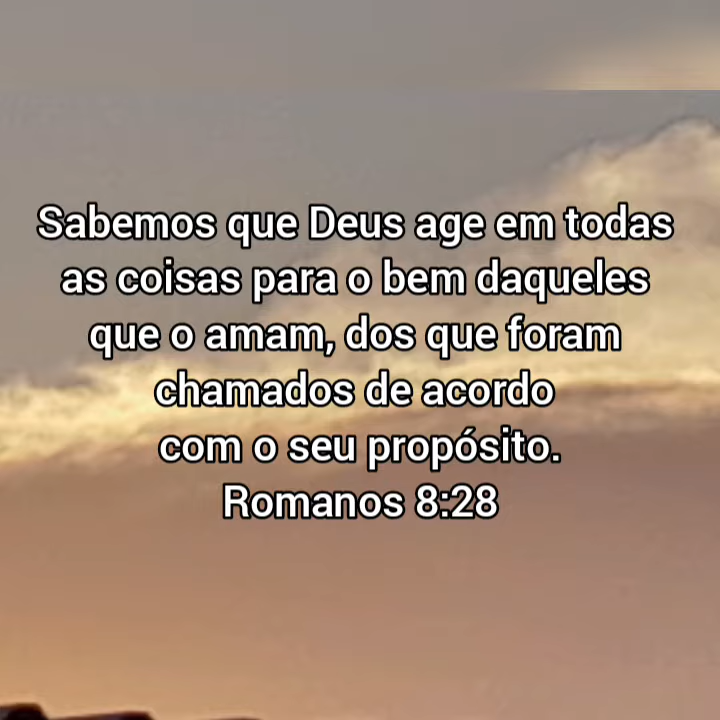 Sabemos que Deus age em todas
as coisas para o bem daqueles
que o amam, dos que foram
chamados de acordo
com o seu propósito.
Romanos 8:28